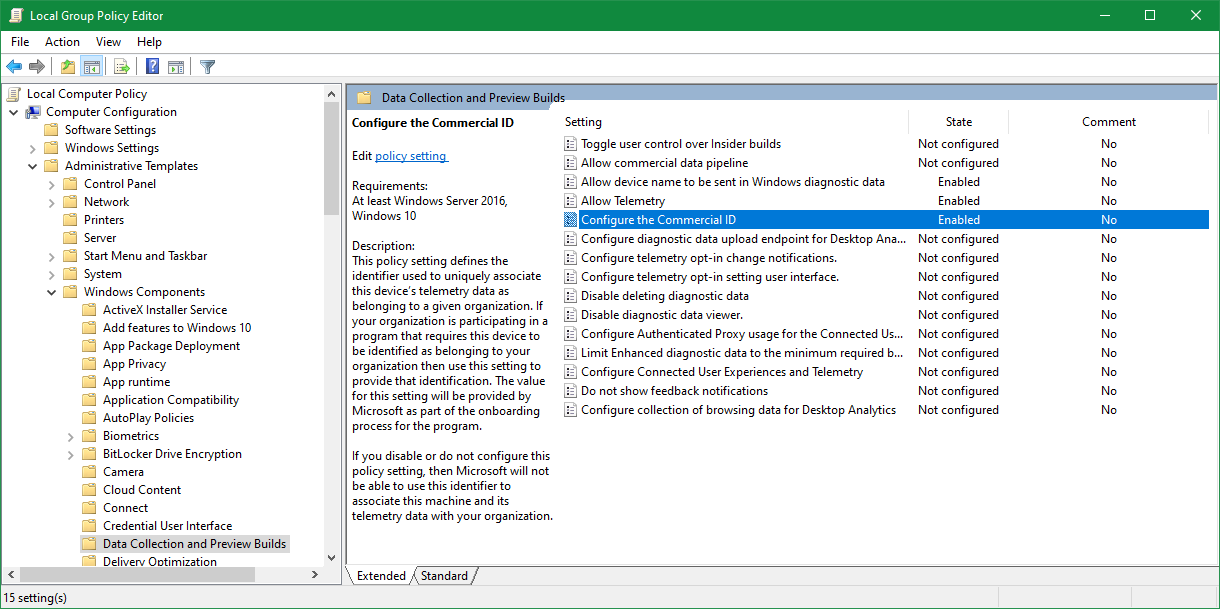 Local Group Policy Editor
File Action View Help
Local Computer Policy
Computer Configuration
Software Settings
Windows Settings
Administrative Templates
Control Panel
Network
Printers
Server
Start Menu and Taskbar
System
Windows Components
ActiveX Installer Service
Add features to Windows 10
App Package Deployment
App Privacy
App runtime
Application Compatibility
AutoPlay Policies
Biometrics
BitLocker Drive Encryption
Camera
Cloud Content
Connect
Credential User Interface
Data Collection and Preview Builds
Delivery Optimization
Data Collection and Preview Builds
Configure the Commercial ID
Edit policy setting
Requirements:
At least Windows Server 2016,
Windows 10
Description:
This policy setting defines the
identifier used to uniquely associate
this device's telemetry data as
belonging to a given organization. If
your organization is participating in a
program that requires this device to
be identified as belonging to your
organization then use this setting to
provide that identification. The value
for this setting will be provided by
Microsoft as part of the onboarding
process for the program.
If you disable or do not configure this
policy setting, then Microsoft will not
be able to use this identifier to
associate this machine and its
telemetry data with your organization.
Setting State Comment
Toggle user control over Insider builds Not configured No
Allow commercial data pipeline Not configured No
Allow device name to be sent in Windows diagnostic data Enabled No
Allow Telemetry Enabled No
Configure the Commercial ID Enabled No
Configure diagnostic data upload endpoint for Desktop Ana... Not configured No
Configure telemetry opt-in change notifications. Not configured No
Configure telemetry opt-in setting user interface. Not configured No
Disable deleting diagnostic data Not configured No
Disable diagnostic data viewer. Not configured No
Configure Authenticated Proxy usage for the Connected Us... Not configured No
Limit Enhanced diagnostic data to the minimum required b... Not configured No
Configure Connected User Experiences and Telemetry Not configured No
Do not show feedback notifications Not configured No
Configure collection of browsing data for Desktop Analytics Not configured No
Extended Standard
15 setting(s)